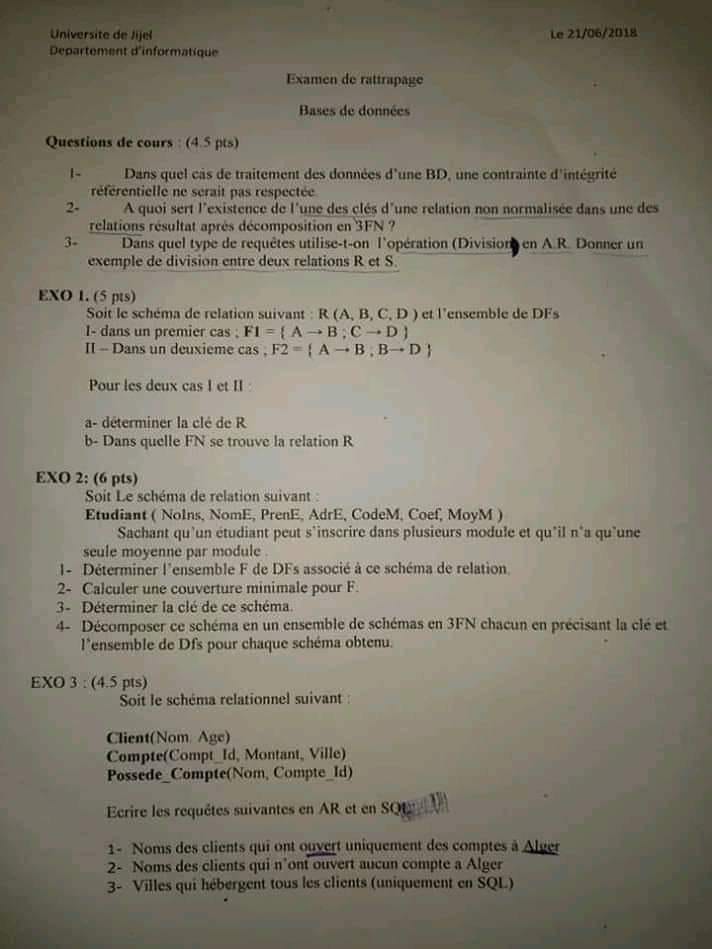 Universite de Jijel
Le 21/06/2018
Departement d'informatique
Examen de rattrapage
Bases de données
Questions de cours : (4.5 pts)
1- Dans quel cas de traitement des données d'une BD, une contrainte d'intégrité
référentielle ne serait pas respectée.
2- A quoi sert l'existence de l'une des clés d'une relation non normalisée dans une des
relations résultat après décomposition en 3FN ?
3- Dans quel type de requêtes utilise-t-on l'opération (Division) en A.R. Donner un
exemple de division entre deux relations R et S.
EXO 1. (5 pts)
Soit le schéma de relation suivant : R (A, B, C, D ) et l'ensemble de DFs
I- dans un premier cas ; F1 = { A → B ; C → D }
II – Dans un deuxieme cas ; F2 = { A → B ; B→ D }
Pour les deux cas I et II :
a- déterminer la clé de R
b- Dans quelle FN se trouve la relation R
EXO 2: (6 pts)
Soit Le schéma de relation suivant :
Etudiant ( NoIns, NomE, PrenE, AdrE, CodeM, Coef, MoyM )
Sachant qu'un étudiant peut s'inscrire dans plusieurs module et qu'il n'a qu'une
seule moyenne par module .
1- Déterminer l'ensemble F de DFs associé à ce schéma de relation.
2- Calculer une couverture minimale pour F.
3- Déterminer la clé de ce schéma.
4- Décomposer ce schéma en un ensemble de schémas en 3FN chacun en précisant la clé et
l'ensemble de Dfs pour chaque schéma obtenu.
EXO 3 : (4.5 pts)
Soit le schéma relationnel suivant :
Client(Nom, Age)
Compte(Compt_Id, Montant, Ville)
Possede_Compte(Nom, Compte_Id)
Ecrire les requêtes suivantes en AR et en SQL
1- Noms des clients qui ont ouvert uniquement des comptes à Alger
2- Noms des clients qui n'ont ouvert aucun compte a Alger
3- Villes qui hébergent tous les clients (uniquement en SQL)